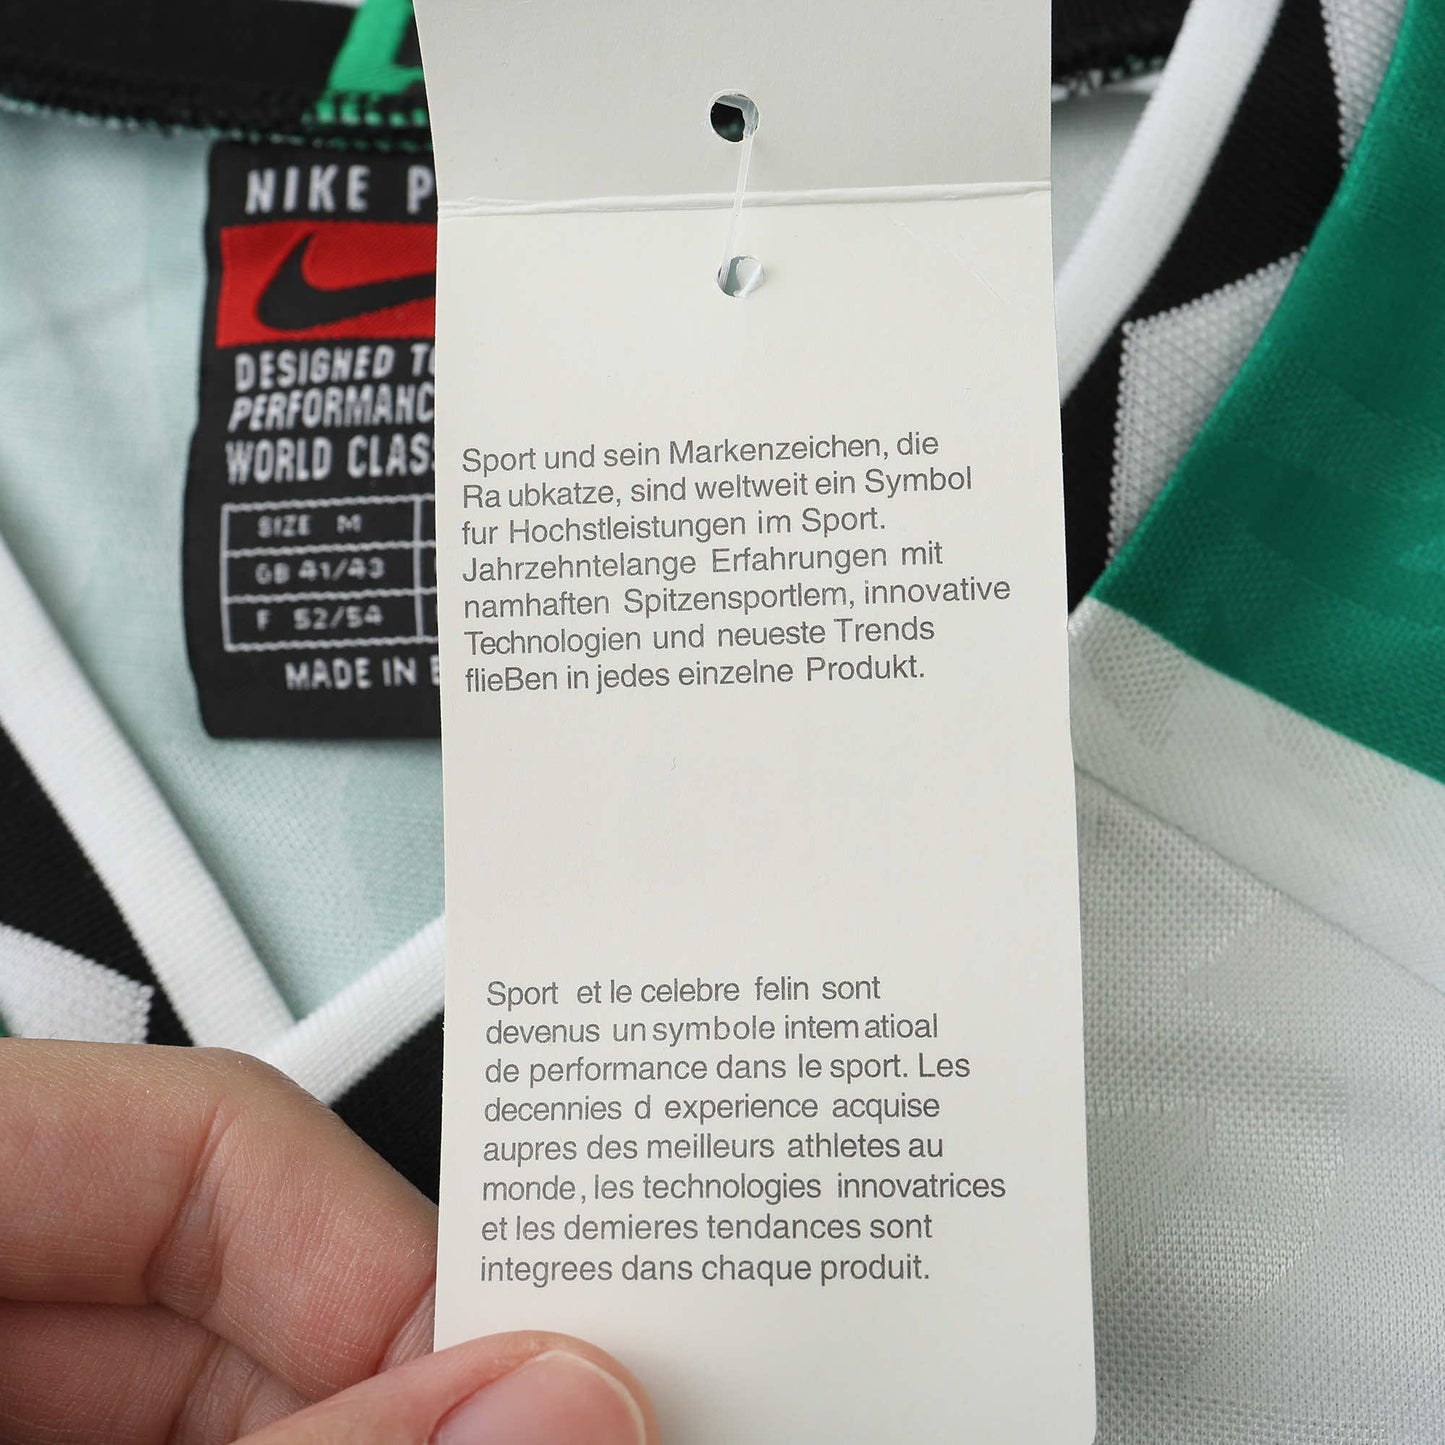 NIKE P
DESIGNED TO
PERFORMANC
WORLD CLAS
SIZE M
GB 41/43
F 52/54
MADE IN
Sport und sein Markenzeichen, die
Ra ubkatze, sind weltweit ein Symbol
fur Hochstleistungen im Sport.
Jahrzehntelange Erfahrungen mit
namhaften Spitzensportlem, innovative
Technologien und neueste Trends
flieBen in jedes einzelne Produkt.
Sport et le celebre felin sont
devenus un symbole intem atioal
de performance dans le sport. Les
decennies d experience acquise
aupres des meilleurs athletes au
monde, les technologies innovatrices
et les demieres tendances sont
integrees dans chaque produit.